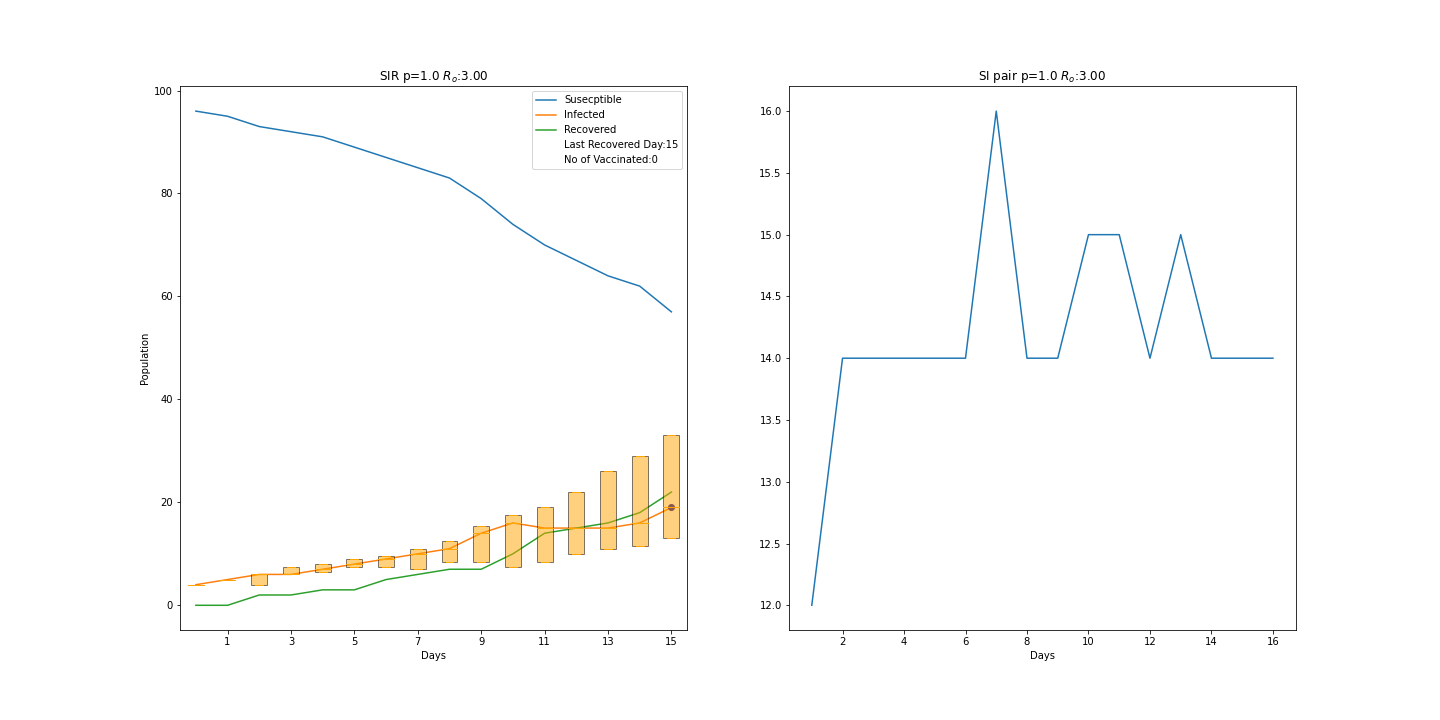 SIR p=1.0 Rₒ:3.00
Susecptible
Infected
Recovered
Last Recovered Day:15
No of Vaccinated:0
100
80
60
40
20
0
Population
1 3 5 7 9 11 13 15
Days
SI pair p=1.0 Rₒ:3.00
16.0
15.5
15.0
14.5
14.0
13.5
13.0
12.5
12.0
2 4 6 8 10 12 14 16
Days